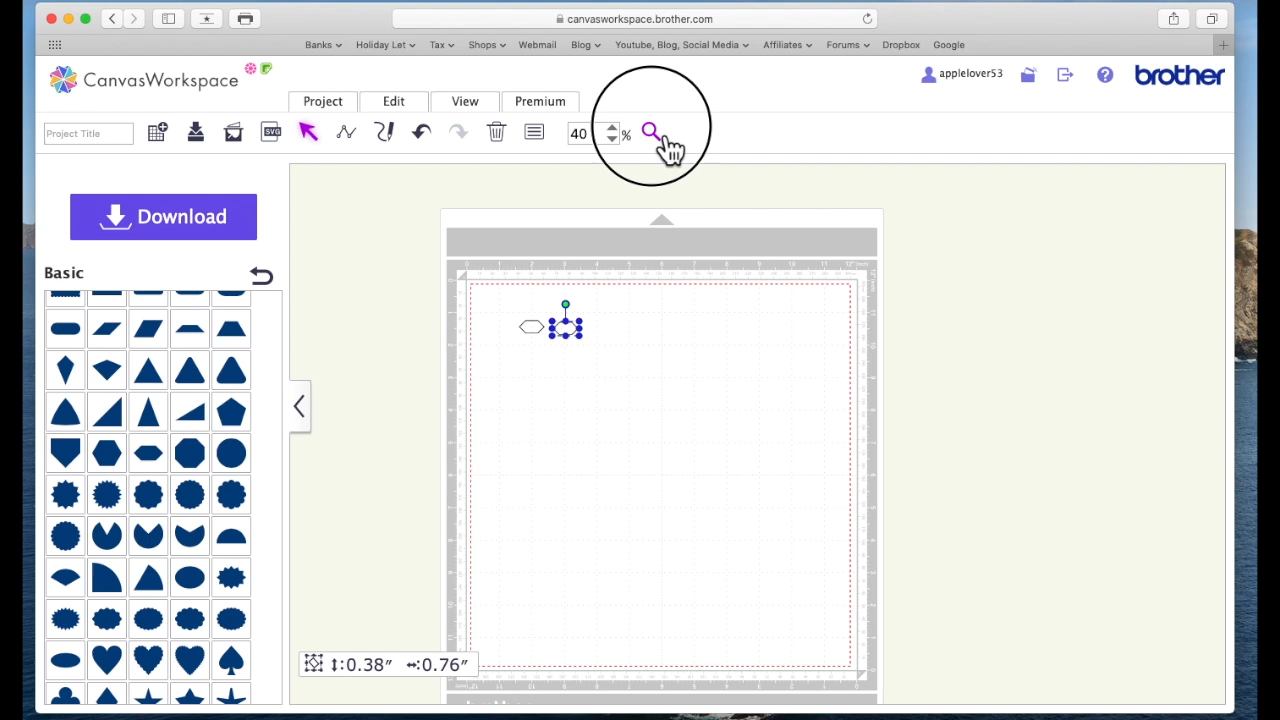 canvasworkspace.brother.com
Banks Holiday Let Tax Shops Webmail Blog Youtube, Blog, Social Media Affiliates Forums Dropbox Google
CanvasWorkspace
applelover53
brother
Project Edit View Premium
Project Title
SVG
40 %
Download
Basic
0.38″ 0.76″